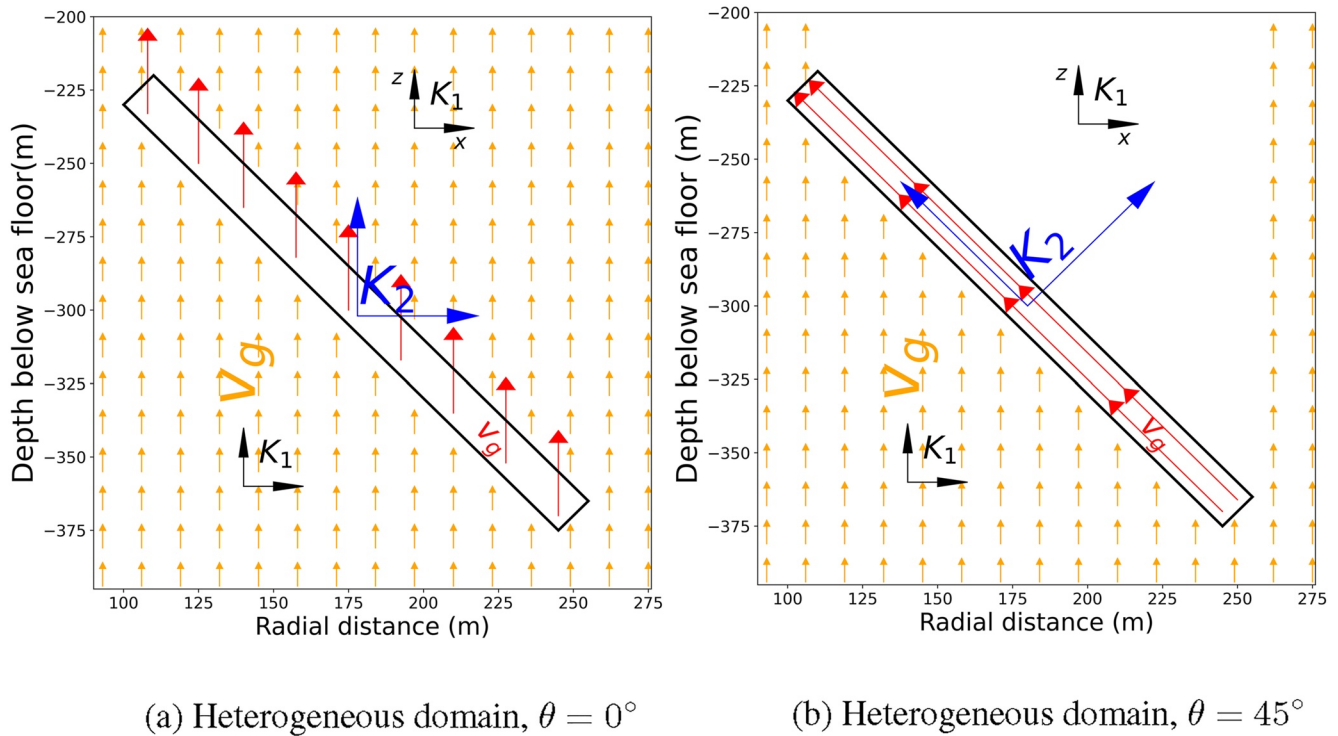 −200
−225
−250
−275
−300
−325
−350
−375
Depth below sea floor(m)
z
K1
x
K2
Vg
vg
K1
100 125 150 175 200 225 250 275
Radial distance (m)
(a) Heterogeneous domain, θ = 0°
−200
−225
−250
−275
−300
−325
−350
−375
Depth below sea floor (m)
z
K1
x
K2
Vg
vg
K1
100 125 150 175 200 225 250 275
Radial distance (m)
(b) Heterogeneous domain, θ = 45°